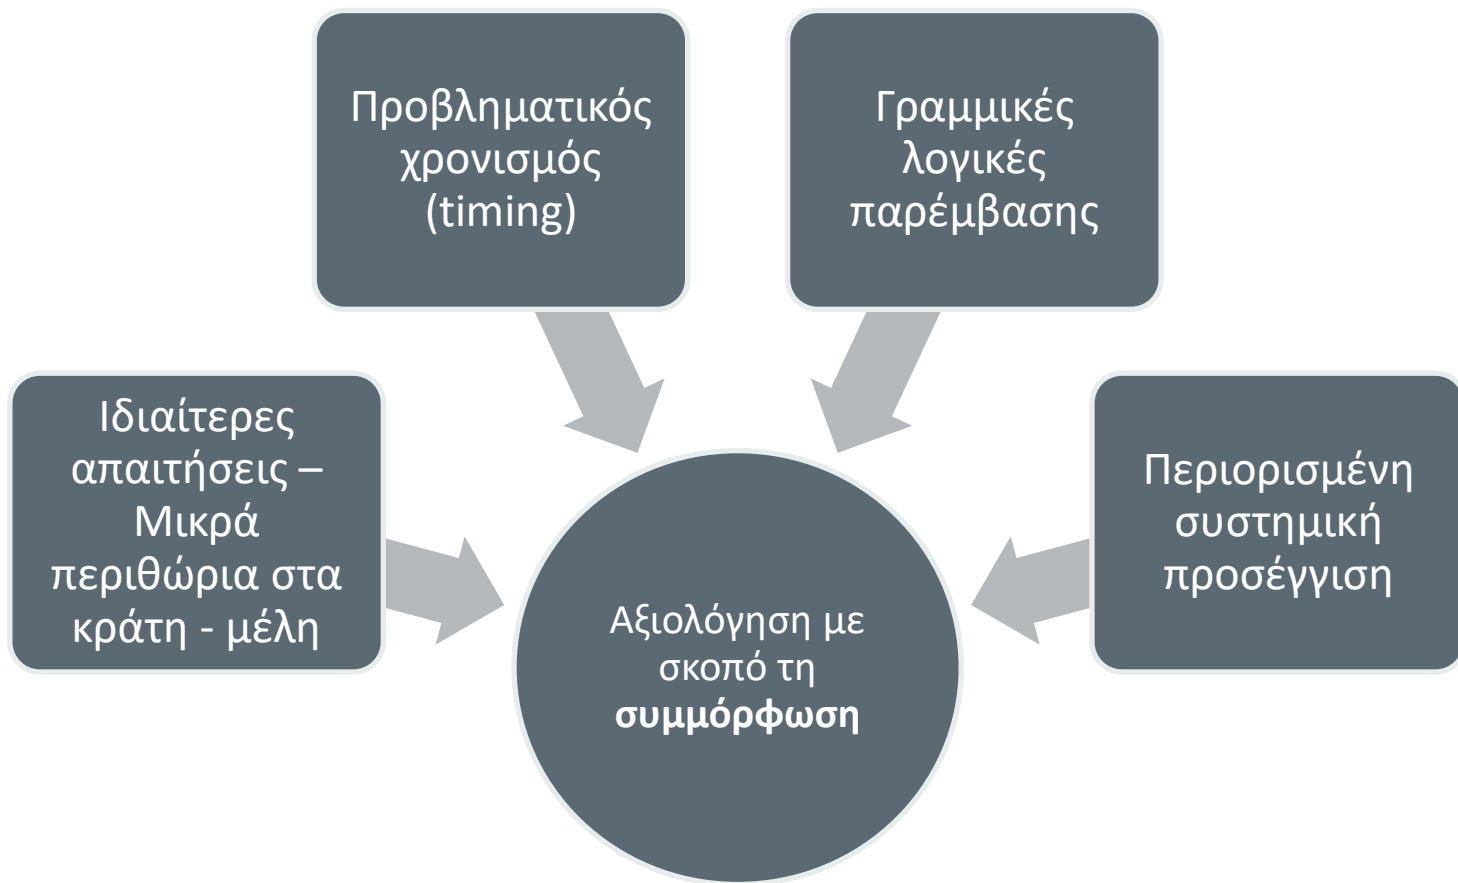 Προβληματικός
χρονισμός
(timing)
Γραμμικές
λογικές
παρέμβασης
Ιδιαίτερες
απαιτήσεις –
Μικρά
περιθώρια στα
κράτη - μέλη
Περιορισμένη
συστημική
προσέγγιση
Αξιολόγηση με
σκοπό τη
συμμόρφωση